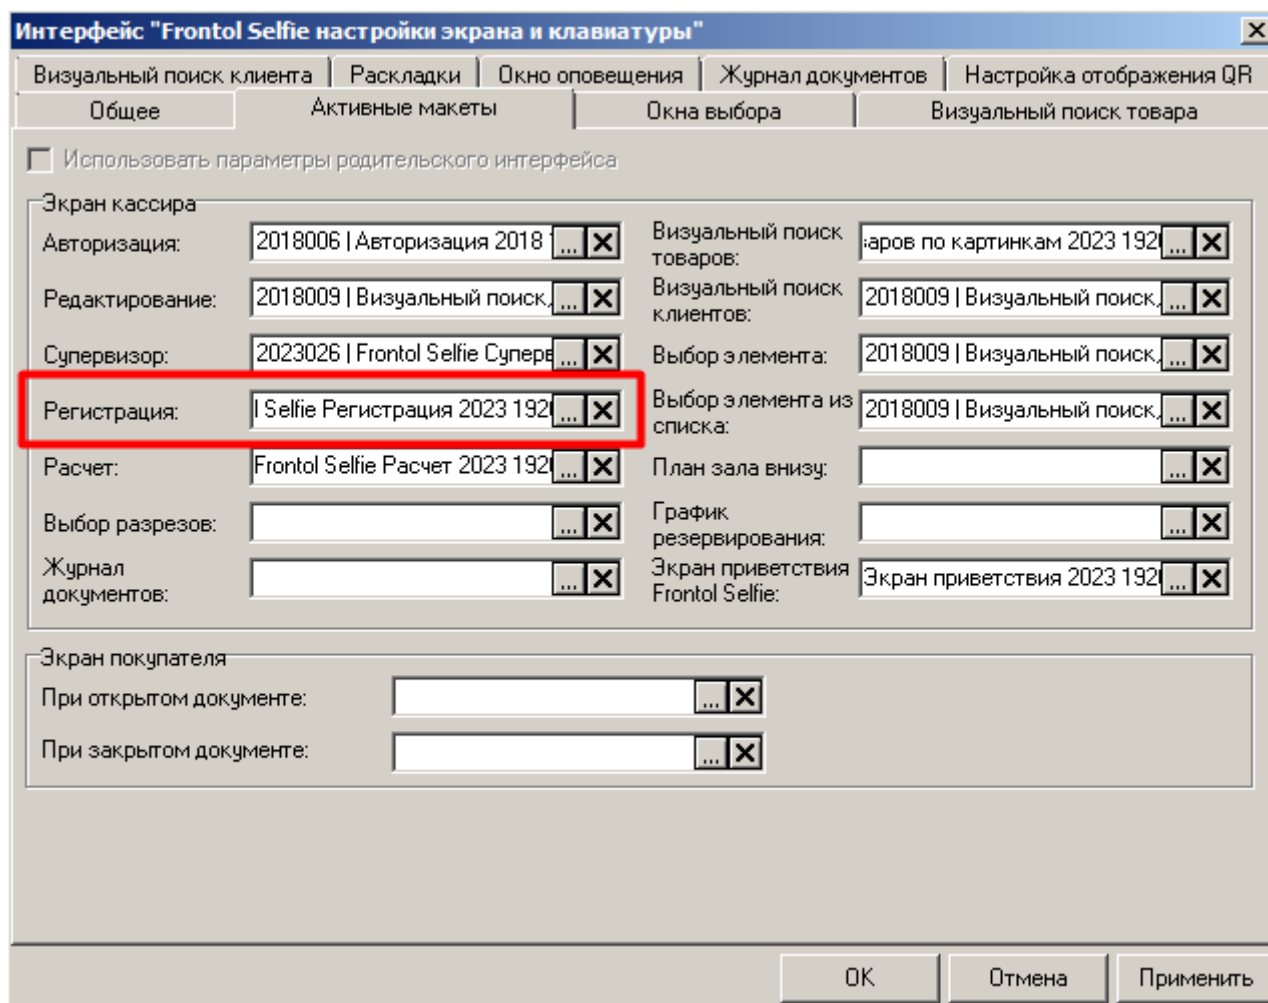 Интерфейс "Frontol Selfie настройки экрана и клавиатуры"
Визуальный поиск клиента Раскладки Окно оповещения Журнал документов Настройка отображения QR
Общее Активные макеты Окна выбора Визуальный поиск товара
Использовать параметры родительского интерфейса
Экран кассира
Авторизация: 2018006 | Авторизация 2018 ...
Редактирование: 2018009 | Визуальный поиск, ...
Супервизор: 2023026 | Frontol Selfie Суперв ...
Регистрация: l Selfie Регистрация 2023 192 ...
Расчет: Frontol Selfie Расчет 2023 192 ...
Выбор разрезов: ...
Журнал
документов: ...
Визуальный поиск
товаров: аров по картинкам 2023 192 ...
Визуальный поиск
клиентов: 2018009 | Визуальный поиск, ...
Выбор элемента: 2018009 | Визуальный поиск, ...
Выбор элемента из
списка: 2018009 | Визуальный поиск, ...
План зала внизу: ...
График
резервирования: ...
Экран приветствия
Frontol Selfie: Экран приветствия 2023 192 ...
Экран покупателя
При открытом документе: ...
При закрытом документе: ...
OK Отмена Применить